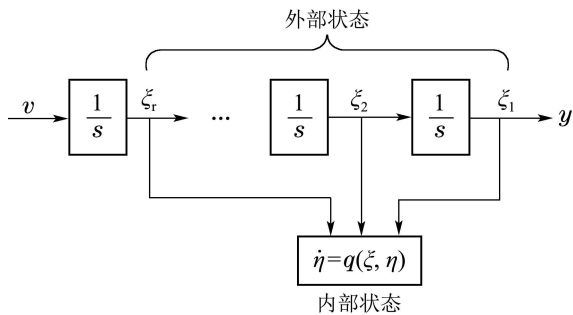 外部状态
v 1/s ξr ... 1/s ξ2 1/s ξ1 y
η̇=q(ξ, η)
内部状态